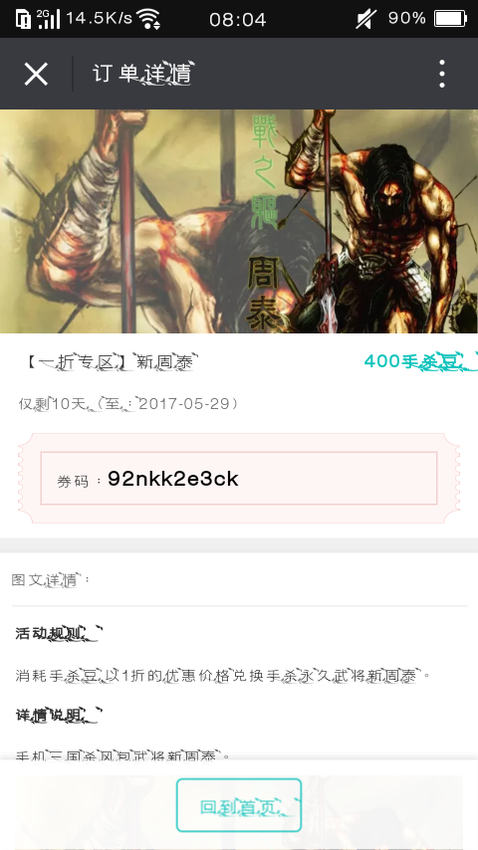 2G 14.5K/s 08:04 90%
订单详情
戰之魂
周泰
【一折专区】新周泰 400手杀豆
仅剩10天（至：2017-05-29）
券码：92nkk2e3ck
图文详情：
活动规则
消耗手杀豆以1折的优惠价格兑换手杀永久武将新周泰。
详情说明
手机三国杀风包武将新周泰。
回到首页